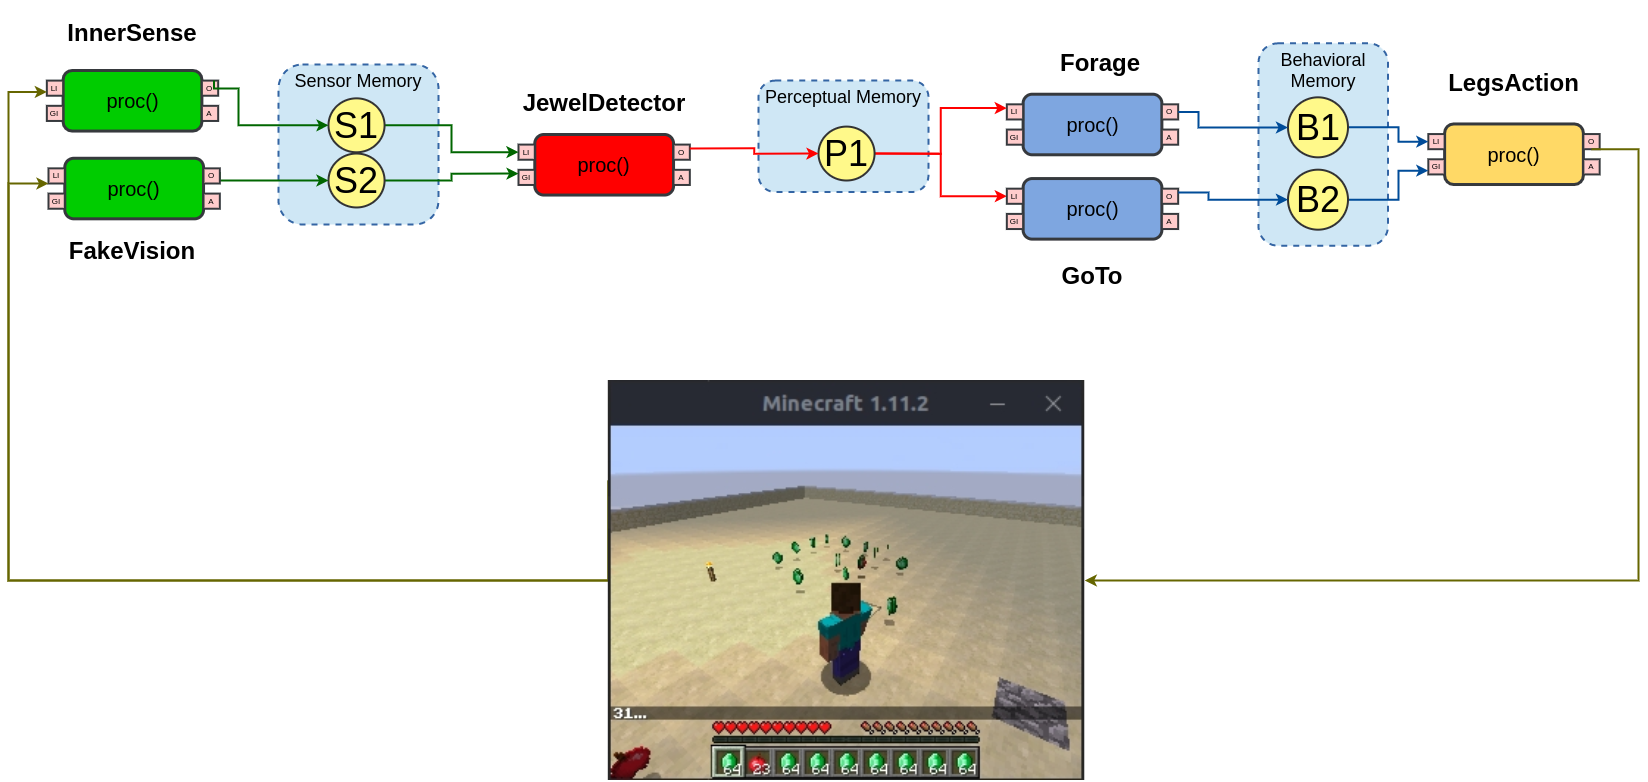 InnerSense
LI
GI
proc()
O
A
LI
GI
proc()
O
A
FakeVision
Sensor Memory
S1
S2
JewelDetector
LI
GI
proc()
O
A
Perceptual Memory
P1
Forage
LI
GI
proc()
O
A
LI
GI
proc()
O
A
GoTo
Behavioral
Memory
B1
B2
LegsAction
LI
GI
proc()
O
A
Minecraft 1.11.2
31...
64 23 64 64 64 64 64 64 64